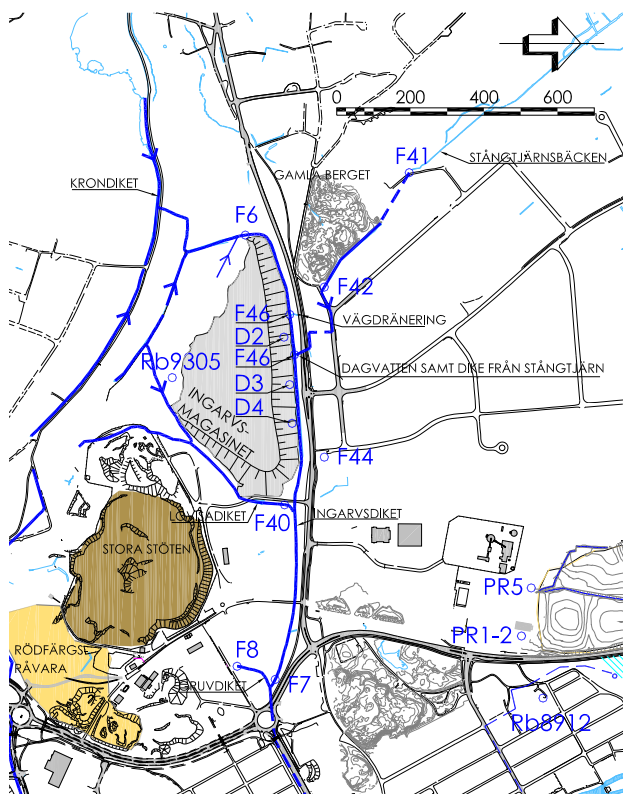 0 200 400 600
F41
STÅNGTJÄRNSBÄCKEN
GAMLA BERGET
KRONDIKET
F6
F42
F46
VÄGDRÄNERING
D2
F46
DAGVATTEN SAMT DIKE FRÅN STÅNGTJÄRN
Rb9305
D3
INGARVS-
MAGASINET
D4
F44
LOVISADIKET
F40
INGARVSDIKET
STORA STÖTEN
PR5
PR1-2
RÖDFÄRGS-
RÅVARA
F8
GRUVDIKET
F7
Rb8912